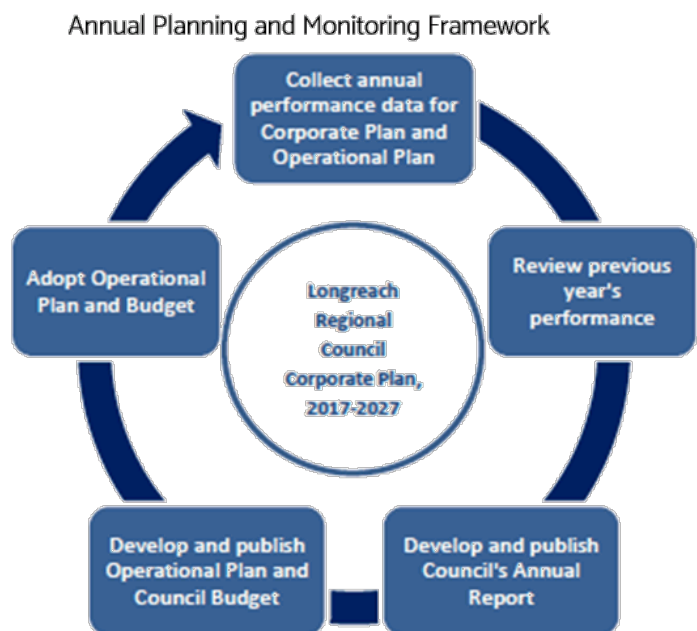 Annual Planning and Monitoring Framework
Collect annual
performance data for
Corporate Plan and
Operational Plan
Review previous
year's
performance
Develop and publish
Council's Annual
Report
Develop and publish
Operational Plan and
Council Budget
Adopt Operational
Plan and Budget
Longreach
Regional
Council
Corporate Plan,
2017-2027